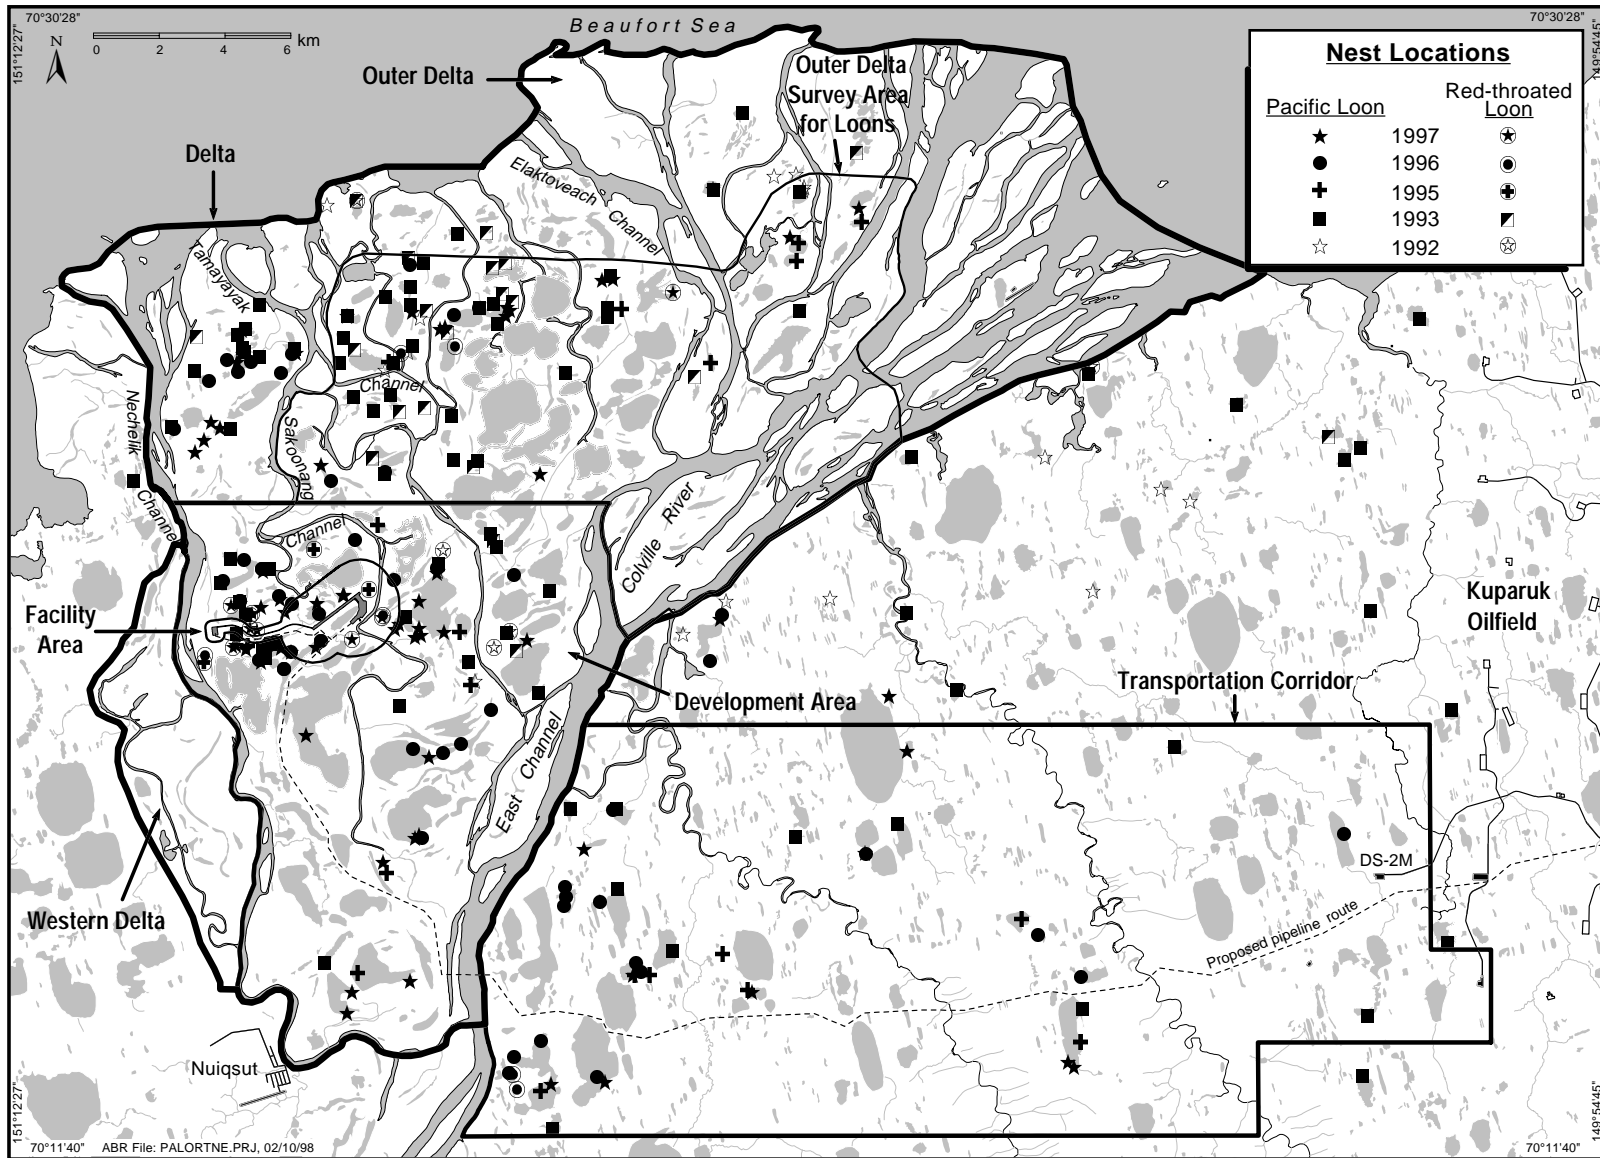 70°30'28"
70°30'28"
151°12'27"
149°54'45"
Beaufort Sea
N
0 2 4 6 km
Nest Locations
Pacific Loon
Red-throated
Loon
1997
1996
1995
1993
1992
Outer Delta
Outer Delta
Survey Area
for Loons
Delta
Elaktoveach Channel
Tamayayak
Channel
Nechelik
Channel
Sakoonang
Channel
Colville River
Facility
Area
Kuparuk
Oilfield
Development Area
Transportation Corridor
East Channel
DS-2M
Western Delta
Proposed pipeline route
Nuiqsut
151°12'27"
149°54'45"
70°11'40"
ABR File: PALORTNE.PRJ, 02/10/98
70°11'40"